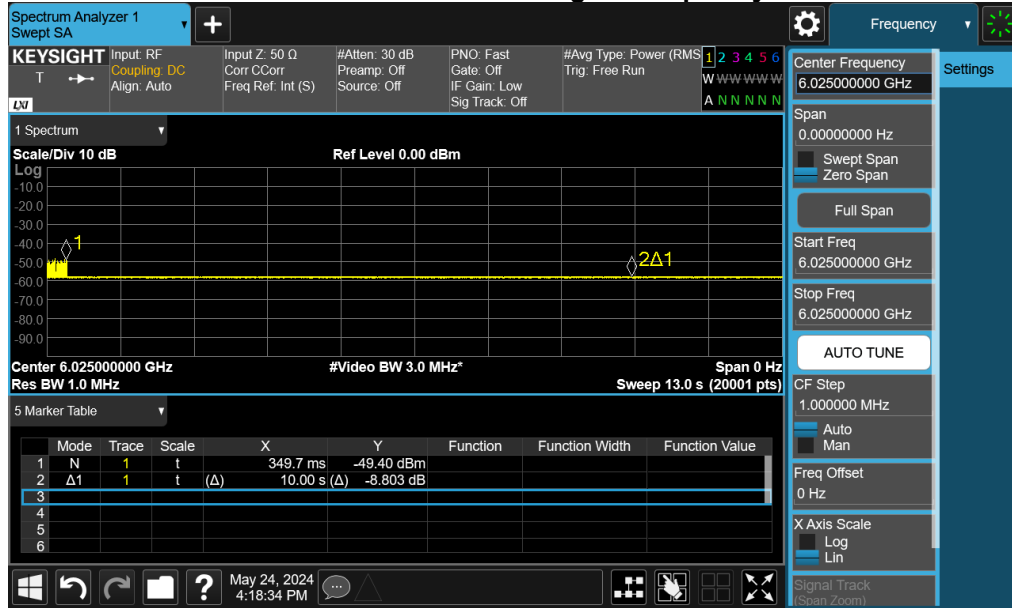 Spectrum Analyzer 1
Swept SA
Frequency
KEYSIGHT
T
LXI
Input: RF
Coupling: DC
Align: Auto
Input Z: 50 Ω
Corr CCorr
Freq Ref: Int (S)
#Atten: 30 dB
Preamp: Off
Source: Off
PNO: Fast
Gate: Off
IF Gain: Low
Sig Track: Off
#Avg Type: Power (RMS
Trig: Free Run
1 2 3 4 5 6
W W W W W W
A N N N N N
1 Spectrum
Scale/Div 10 dB
Ref Level 0.00 dBm
Log
-10.0
-20.0
-30.0
-40.0
-50.0
-60.0
-70.0
-80.0
-90.0
1
2Δ1
Center 6.025000000 GHz
#Video BW 3.0 MHz*
Span 0 Hz
Res BW 1.0 MHz
Sweep 13.0 s (20001 pts)
5 Marker Table
Mode Trace Scale X Y Function Function Width Function Value
1 N 1 t 349.7 ms -49.40 dBm
2 Δ1 1 t (Δ) 10.00 s (Δ) -8.803 dB
3
4
5
6
?
May 24, 2024
4:18:34 PM
Center Frequency
6.025000000 GHz
Settings
Span
0.00000000 Hz
Swept Span
Zero Span
Full Span
Start Freq
6.025000000 GHz
Stop Freq
6.025000000 GHz
AUTO TUNE
CF Step
1.000000 MHz
Auto
Man
Freq Offset
0 Hz
X Axis Scale
Log
Lin
Signal Track
(Span Zoom)